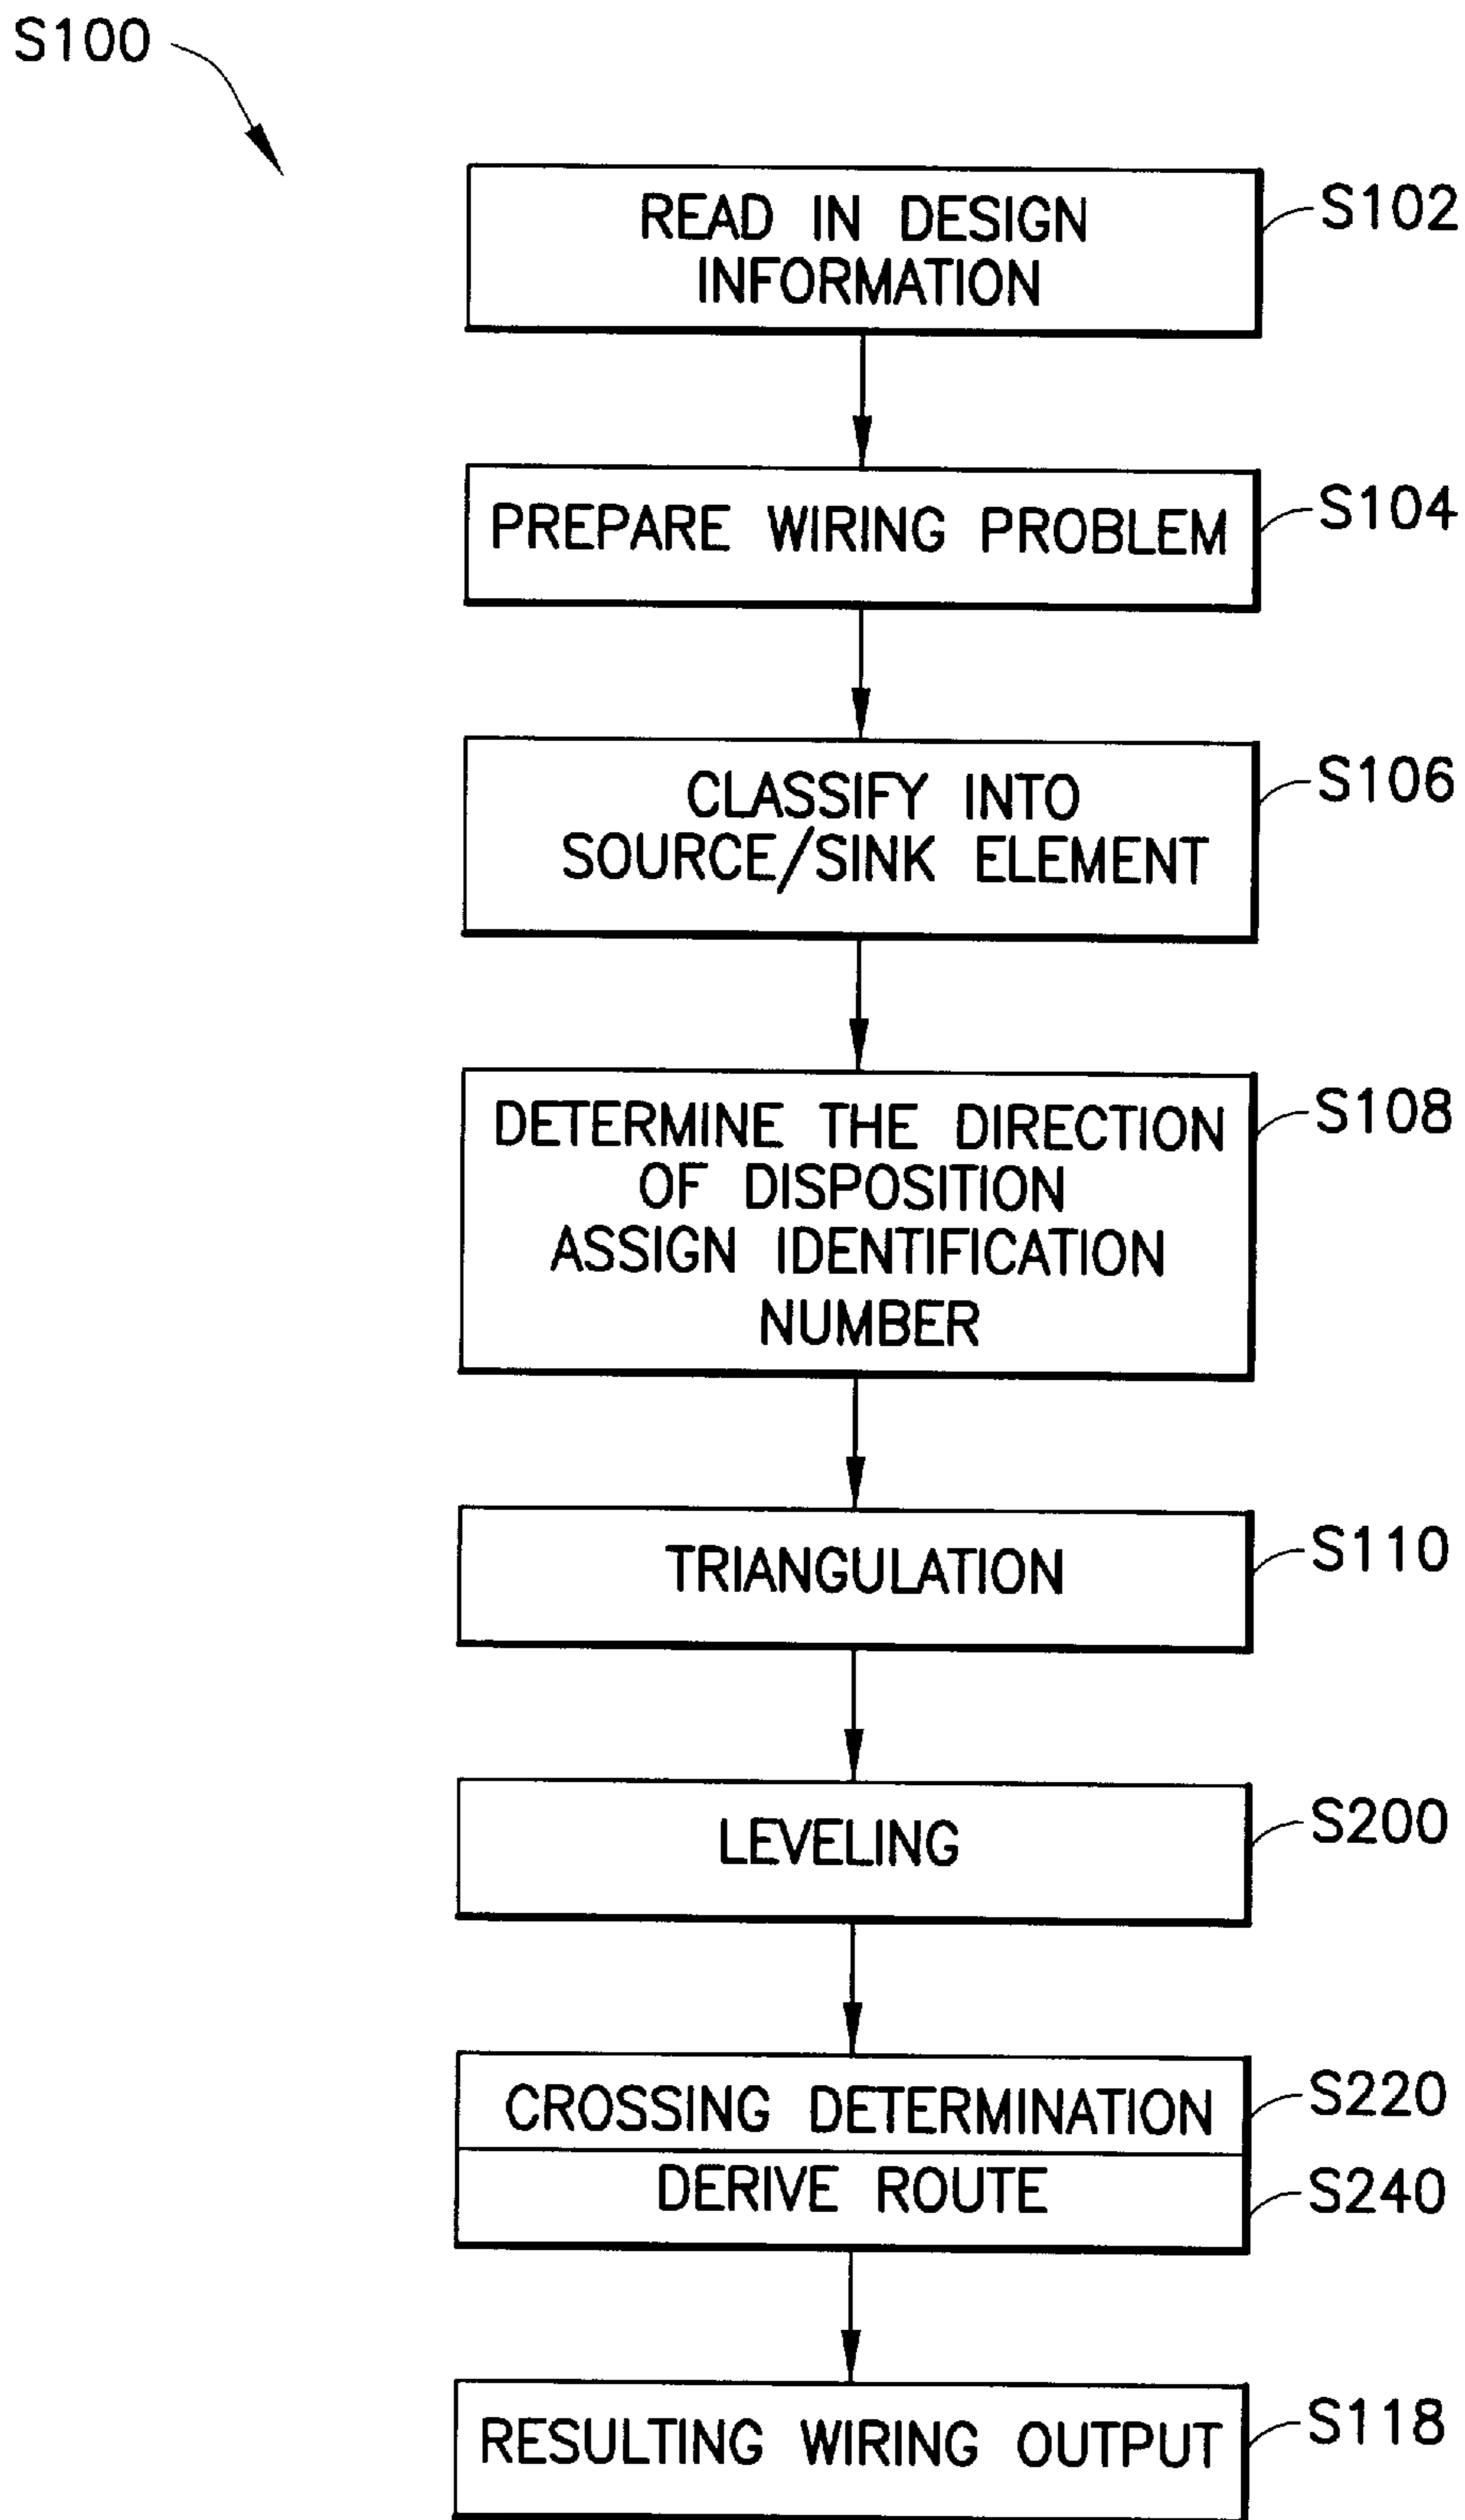 S100
READ IN DESIGN
INFORMATION
S102
PREPARE WIRING PROBLEM
S104
CLASSIFY INTO
SOURCE/SINK ELEMENT
S106
DETERMINE THE DIRECTION
OF DISPOSITION
ASSIGN IDENTIFICATION
NUMBER
S108
TRIANGULATION
S110
LEVELING
S200
CROSSING DETERMINATION
S220
DERIVE ROUTE
S240
RESULTING WIRING OUTPUT
S118